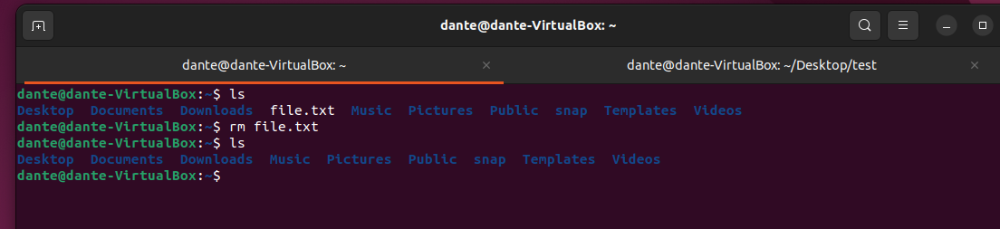 dante@dante-VirtualBox: ~
dante@dante-VirtualBox: ~
dante@dante-VirtualBox: ~/Desktop/test
dante@dante-VirtualBox:~$ ls
Desktop  Documents  Downloads  file.txt  Music  Pictures  Public  snap  Templates  Videos
dante@dante-VirtualBox:~$ rm file.txt
dante@dante-VirtualBox:~$ ls
Desktop  Documents  Downloads  Music  Pictures  Public  snap  Templates  Videos
dante@dante-VirtualBox:~$